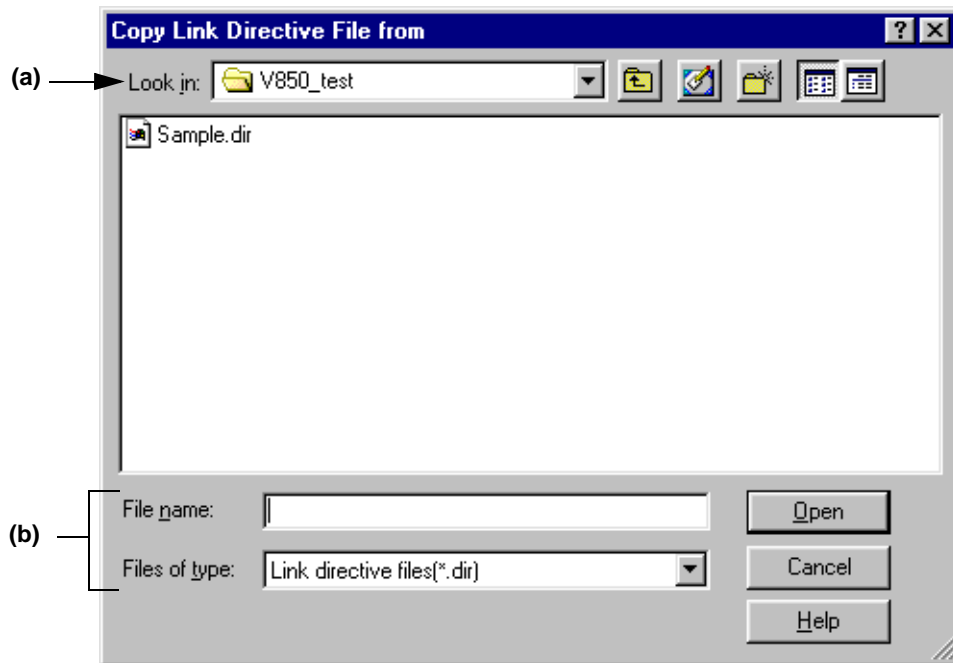 Copy Link Directive File from
(a)
Look in: V850_test
Sample.dir
(b)
File name:
Open
Files of type: Link directive files(*.dir)
Cancel
Help